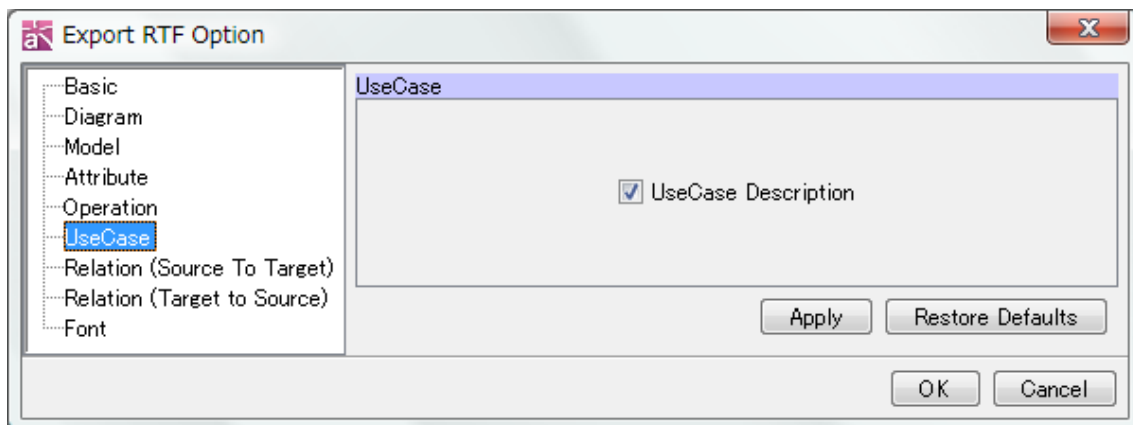 Export RTF Option
Basic
Diagram
Model
Attribute
Operation
UseCase
Relation (Source To Target)
Relation (Target to Source)
Font
UseCase
UseCase Description
Apply
Restore Defaults
OK
Cancel